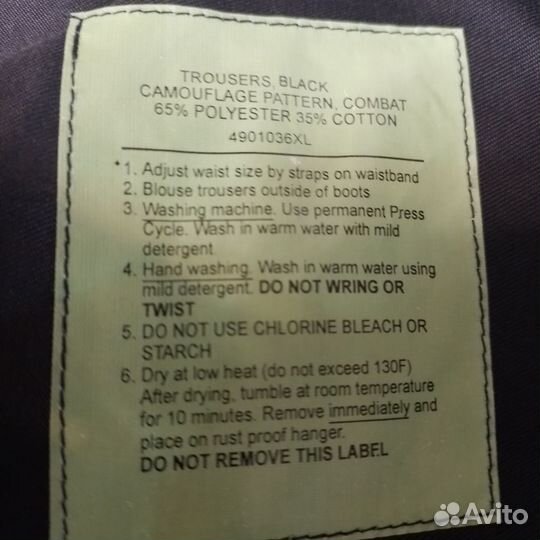 TROUSERS, BLACK
CAMOUFLAGE PATTERN, COMBAT
65% POLYESTER 35% COTTON
4901036XL
*1. Adjust waist size by straps on waistband
2. Blouse trousers outside of boots
3. Washing machine. Use permanent Press
Cycle. Wash in warm water with mild
detergent
4. Hand washing. Wash in warm water using
mild detergent. DO NOT WRING OR
TWIST
5. DO NOT USE CHLORINE BLEACH OR
STARCH
6. Dry at low heat (do not exceed 130F)
After drying, tumble at room temperature
for 10 minutes. Remove immediately and
place on rust proof hanger.
DO NOT REMOVE THIS LABEL
Avito